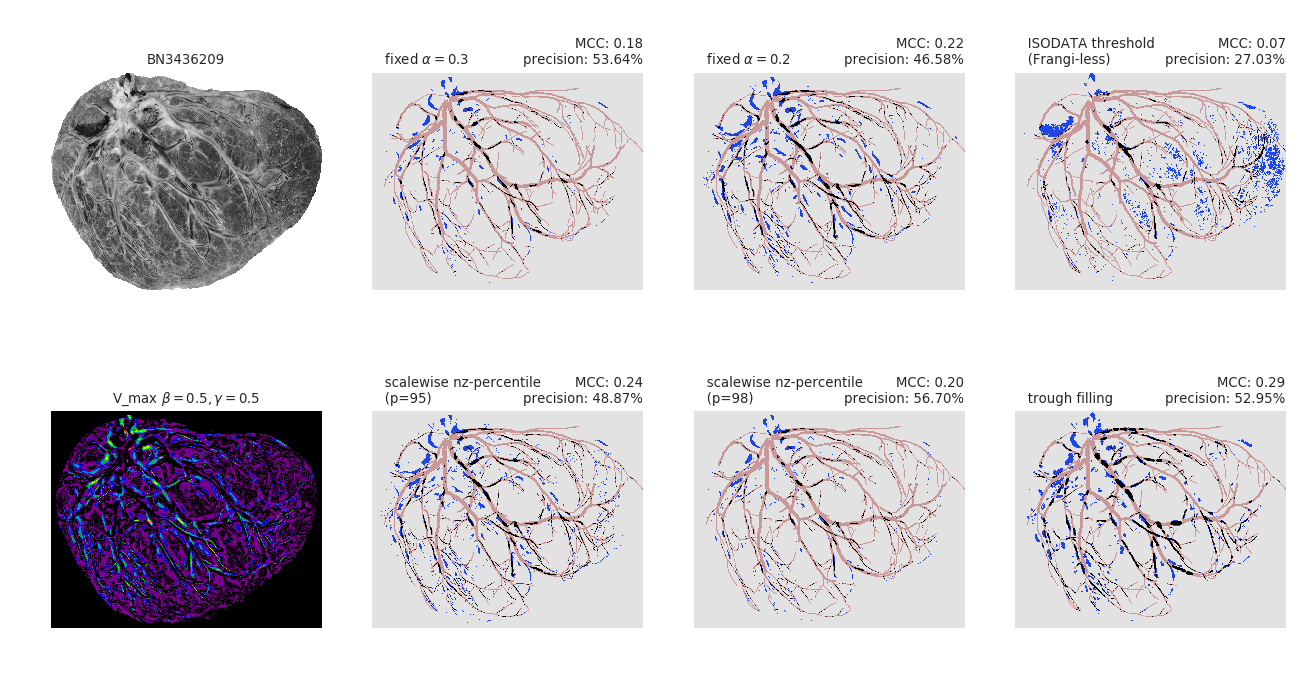 BN3436209
MCC: 0.18
fixed α = 0.3 precision: 53.64%
MCC: 0.22
fixed α = 0.2 precision: 46.58%
ISODATA threshold MCC: 0.07
(Frangi-less) precision: 27.03%
V_max β = 0.5, γ = 0.5
scalewise nz-percentile MCC: 0.24
(p=95) precision: 48.87%
scalewise nz-percentile MCC: 0.20
(p=98) precision: 56.70%
MCC: 0.29
trough filling precision: 52.95%